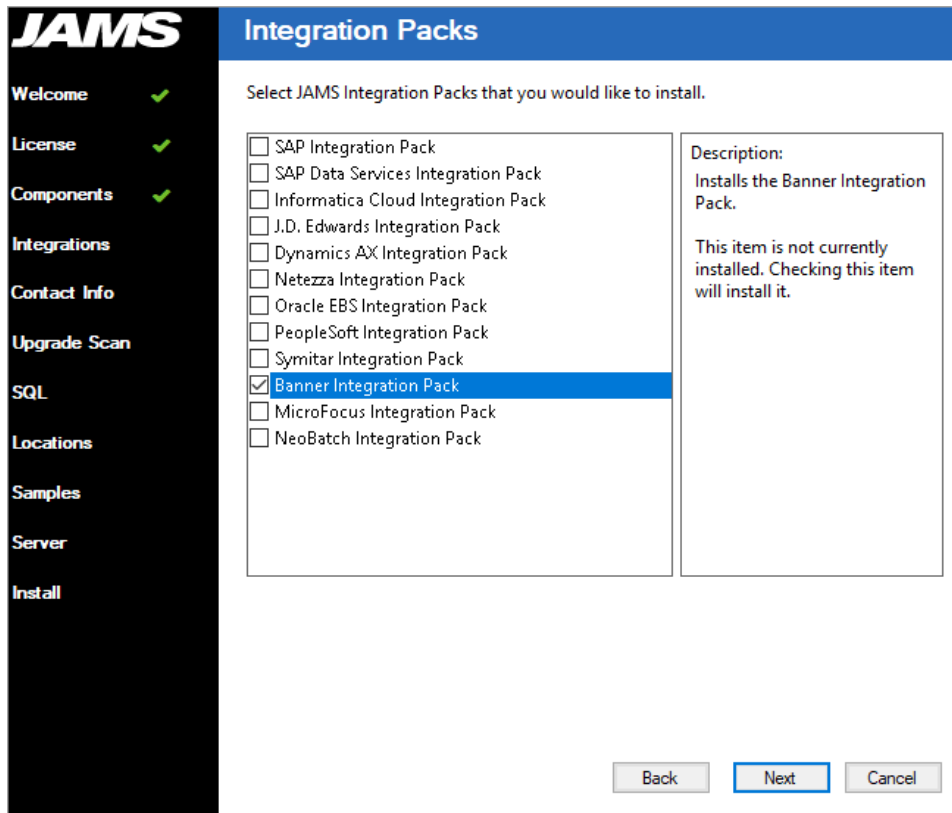 JAMS
Integration Packs
Welcome
License
Components
Integrations
Contact Info
Upgrade Scan
SQL
Locations
Samples
Server
Install
Select JAMS Integration Packs that you would like to install.
SAP Integration Pack
SAP Data Services Integration Pack
Informatica Cloud Integration Pack
J.D. Edwards Integration Pack
Dynamics AX Integration Pack
Netezza Integration Pack
Oracle EBS Integration Pack
PeopleSoft Integration Pack
Symitar Integration Pack
Banner Integration Pack
MicroFocus Integration Pack
NeoBatch Integration Pack
Description:
Installs the Banner Integration
Pack.
This item is not currently
installed. Checking this item
will install it.
Back
Next
Cancel